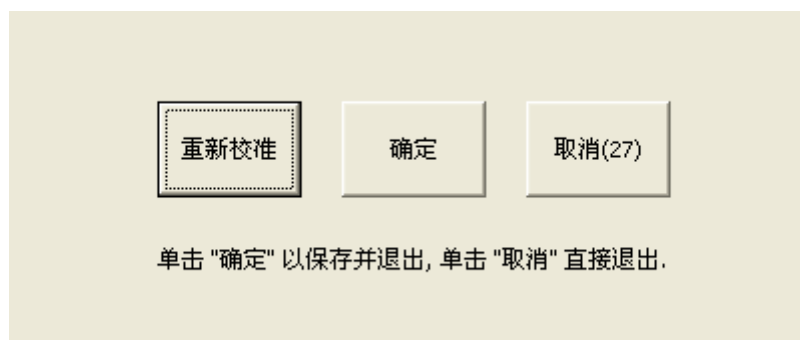 重新校准 确定 取消(27)
单击 "确定" 以保存并退出, 单击 "取消" 直接退出.